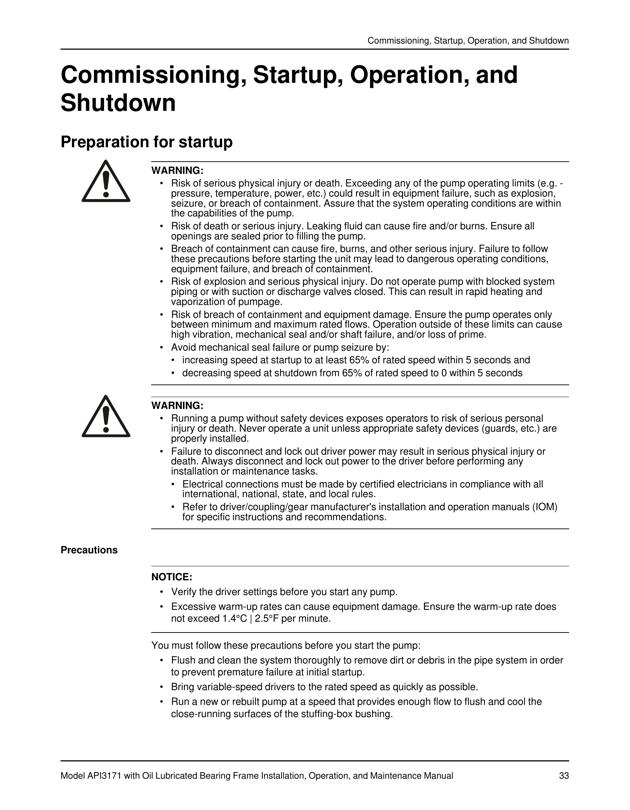 Commissioning, Startup, Operation, and Shutdown
Commissioning, Startup, Operation, and
Shutdown
Preparation for startup
WARNING:
• Risk of serious physical injury or death. Exceeding any of the pump operating limits (e.g. -
pressure, temperature, power, etc.) could result in equipment failure, such as explosion,
seizure, or breach of containment. Assure that the system operating conditions are within
the capabilities of the pump.
• Risk of death or serious injury. Leaking fluid can cause fire and/or burns. Ensure all
openings are sealed prior to filling the pump.
• Breach of containment can cause fire, burns, and other serious injury. Failure to follow
these precautions before starting the unit may lead to dangerous operating conditions,
equipment failure, and breach of containment.
• Risk of explosion and serious physical injury. Do not operate pump with blocked system
piping or with suction or discharge valves closed. This can result in rapid heating and
vaporization of pumpage.
• Risk of breach of containment and equipment damage. Ensure the pump operates only
between minimum and maximum rated flows. Operation outside of these limits can cause
high vibration, mechanical seal and/or shaft failure, and/or loss of prime.
• Avoid mechanical seal failure or pump seizure by:
• increasing speed at startup to at least 65% of rated speed within 5 seconds and
• decreasing speed at shutdown from 65% of rated speed to 0 within 5 seconds
WARNING:
• Running a pump without safety devices exposes operators to risk of serious personal
injury or death. Never operate a unit unless appropriate safety devices (guards, etc.) are
properly installed.
• Failure to disconnect and lock out driver power may result in serious physical injury or
death. Always disconnect and lock out power to the driver before performing any
installation or maintenance tasks.
• Electrical connections must be made by certified electricians in compliance with all
international, national, state, and local rules.
• Refer to driver/coupling/gear manufacturer's installation and operation manuals (IOM)
for specific instructions and recommendations.
Precautions
NOTICE:
• Verify the driver settings before you start any pump.
• Excessive warm-up rates can cause equipment damage. Ensure the warm-up rate does
not exceed 1.4°C | 2.5°F per minute.
You must follow these precautions before you start the pump:
• Flush and clean the system thoroughly to remove dirt or debris in the pipe system in order
to prevent premature failure at initial startup.
• Bring variable-speed drivers to the rated speed as quickly as possible.
• Run a new or rebuilt pump at a speed that provides enough flow to flush and cool the
close-running surfaces of the stuffing-box bushing.
Model API3171 with Oil Lubricated Bearing Frame Installation, Operation, and Maintenance Manual 33